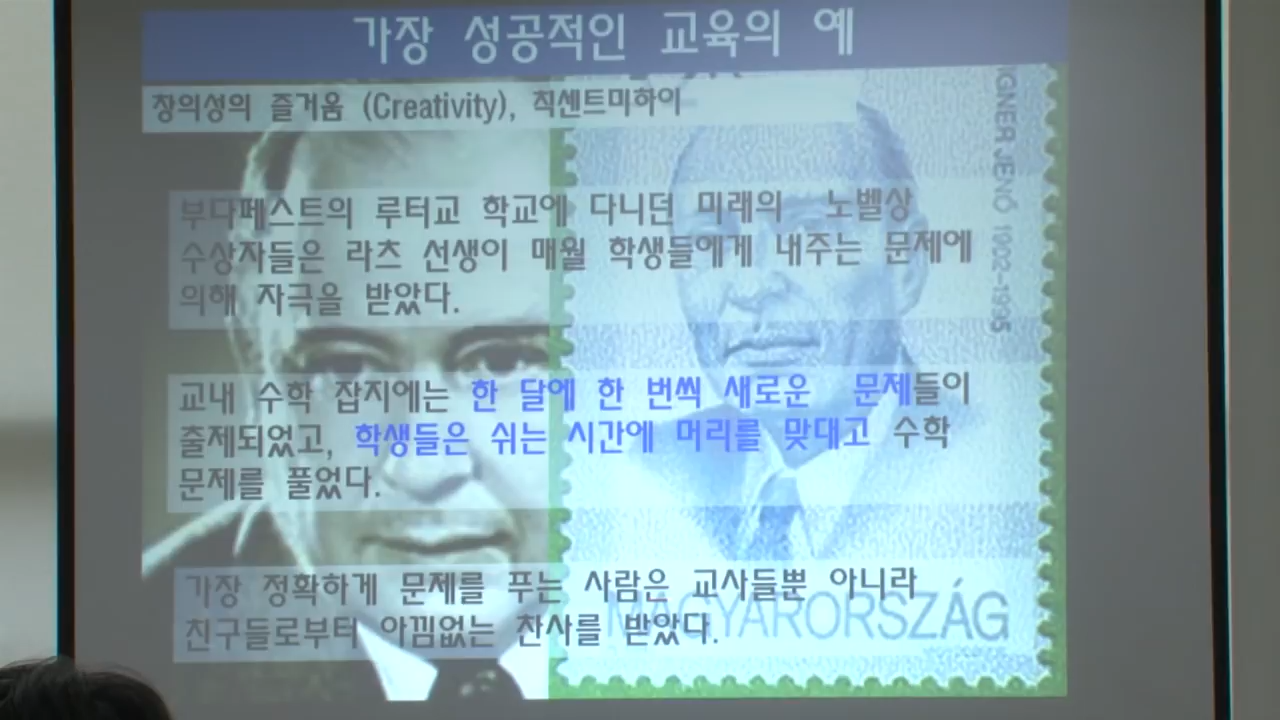 가장 성공적인 교육의 예
창의성의 즐거움 (Creativity), 칙센트미하이
부다페스트의 루터교 학교에 다니던 미래의 노벨상
수상자들은 라츠 선생이 매월 학생들에게 내주는 문제에
의해 자극을 받았다.
교내 수학 잡지에는 한 달에 한 번씩 새로운 문제들이
출제되었고, 학생들은 쉬는 시간에 머리를 맞대고 수학
문제를 풀었다.
가장 정확하게 문제를 푸는 사람은 교사들뿐 아니라
친구들로부터 아낌없는 찬사를 받았다.
GNER JENŐ 1902-1995
MAGYARORSZÁG